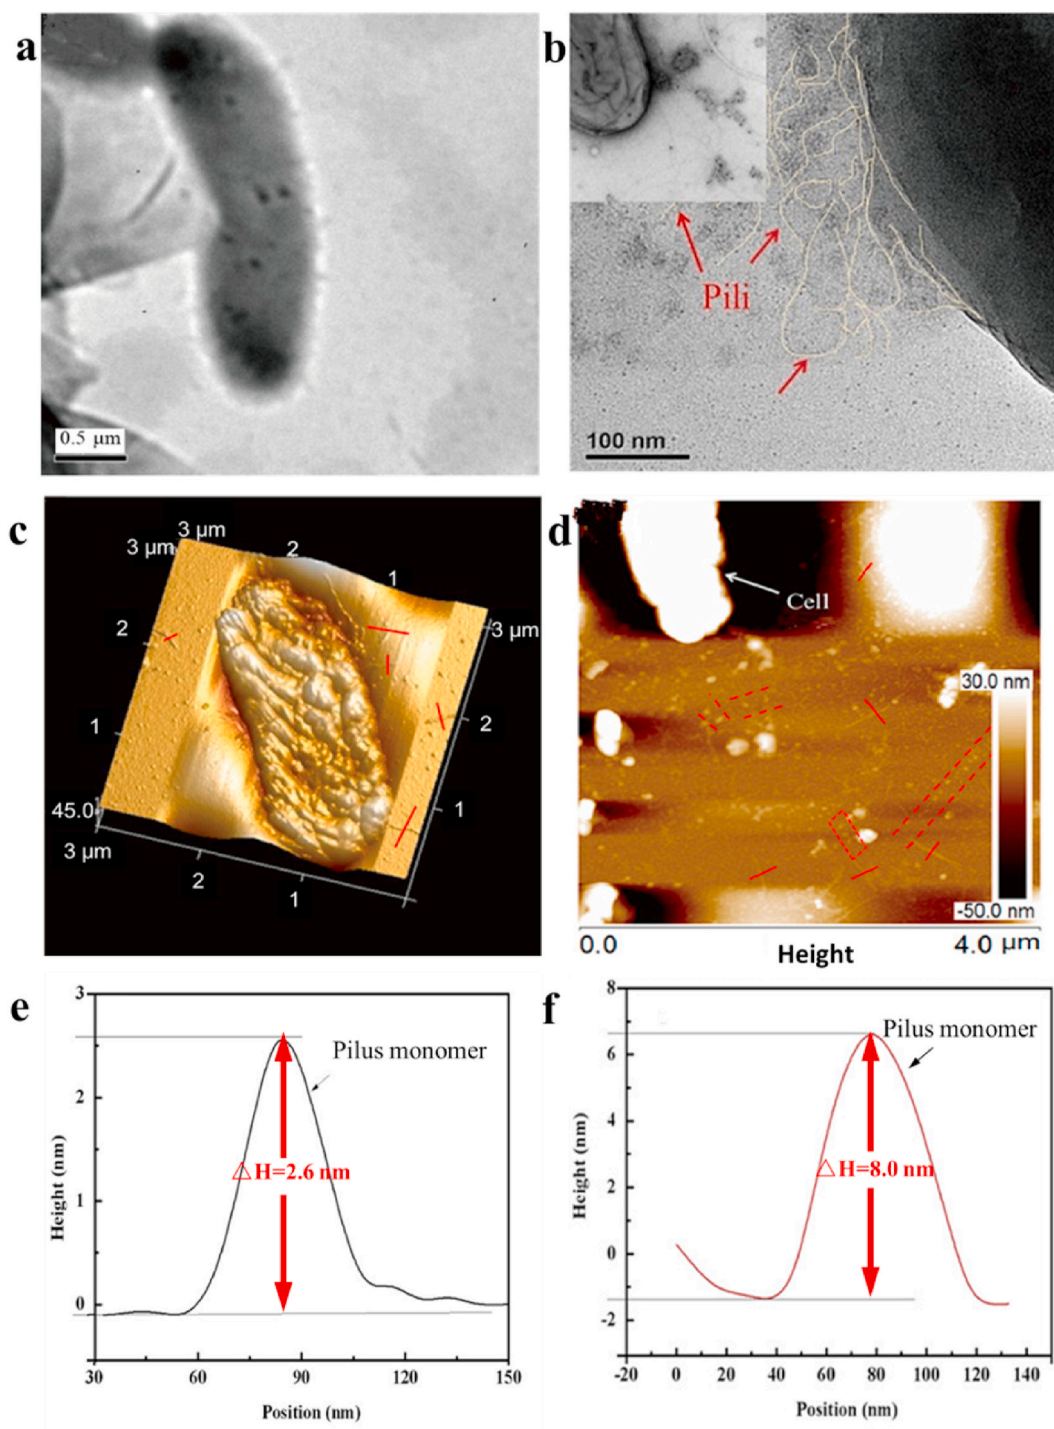 a
0.5 µm
b
Pili
100 nm
c
3 µm
3 µm
2
1
3 µm
2
2
1
1
45.0
3 µm
2
1
d
Cell
30.0 nm
-50.0 nm
0.0
Height
4.0 µm
e
3
2
1
0
Height (nm)
Pilus monomer
△ H=2.6 nm
30
60
90
120
150
Position (nm)
f
8
6
4
2
0
-2
Height (nm)
Pilus monomer
△ H=8.0 nm
-20
0
20
40
60
80
100
120
140
Position (nm)